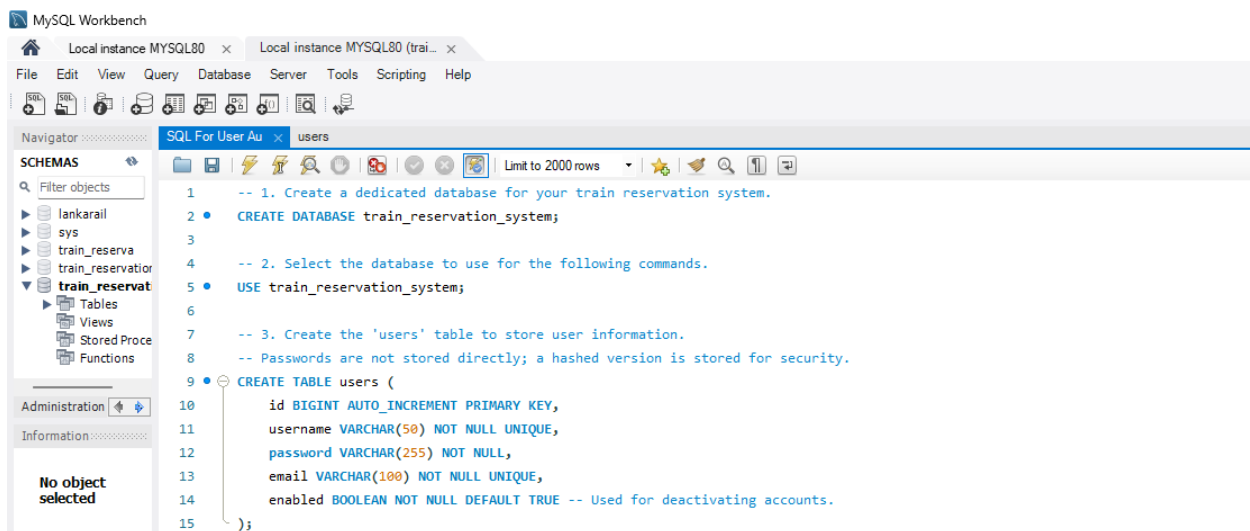 MySQL Workbench
Local instance MYSQL80 × Local instance MYSQL80 (trai... ×
File Edit View Query Database Server Tools Scripting Help
Navigator SQL For User Au × users
SCHEMAS
Limit to 2000 rows
Filter objects
lankarail
sys
train_reserva
train_reservation
train_reservati
Tables
Views
Stored Proce
Functions
Administration
Information
No object
selected
1 -- 1. Create a dedicated database for your train reservation system.
2 CREATE DATABASE train_reservation_system;
3
4 -- 2. Select the database to use for the following commands.
5 USE train_reservation_system;
6
7 -- 3. Create the 'users' table to store user information.
8 -- Passwords are not stored directly; a hashed version is stored for security.
9 CREATE TABLE users (
10 id BIGINT AUTO_INCREMENT PRIMARY KEY,
11 username VARCHAR(50) NOT NULL UNIQUE,
12 password VARCHAR(255) NOT NULL,
13 email VARCHAR(100) NOT NULL UNIQUE,
14 enabled BOOLEAN NOT NULL DEFAULT TRUE -- Used for deactivating accounts.
15 );